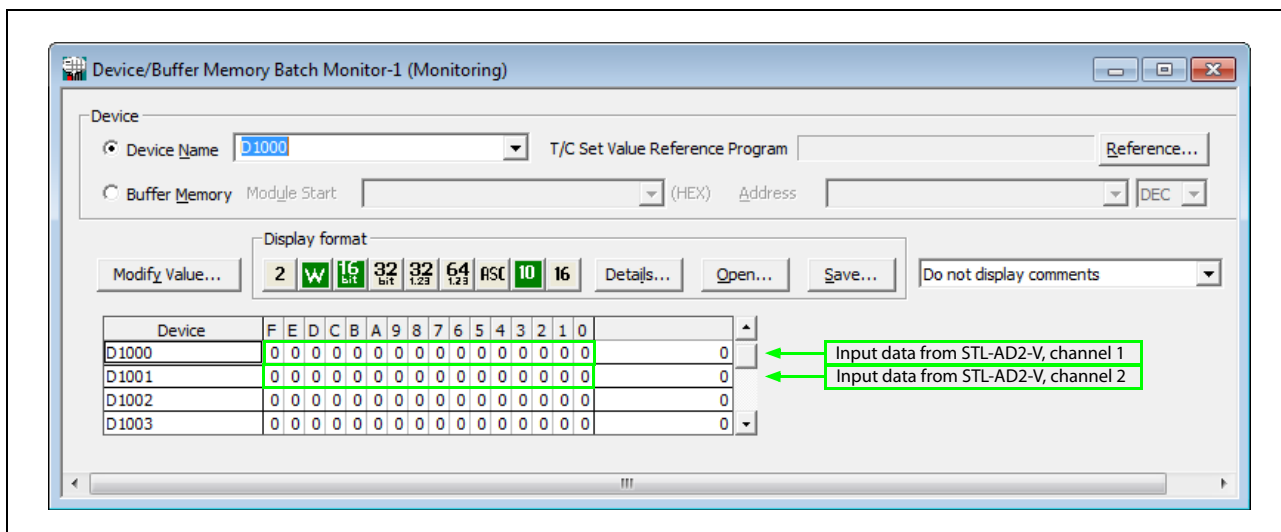 Device/Buffer Memory Batch Monitor-1 (Monitoring)
Device
Device Name D1000 T/C Set Value Reference Program Reference...
Buffer Memory Module Start (HEX) Address DEC
Display format
Modify Value... 2 W 16 bit 32 bit 32 1.23 64 1.23 ASC 10 16 Details... Open... Save... Do not display comments
Device F E D C B A 9 8 7 6 5 4 3 2 1 0
D1000 0 0 0 0 0 0 0 0 0 0 0 0 0 0 0 0 0 Input data from STL-AD2-V, channel 1
D1001 0 0 0 0 0 0 0 0 0 0 0 0 0 0 0 0 0 Input data from STL-AD2-V, channel 2
D1002 0 0 0 0 0 0 0 0 0 0 0 0 0 0 0 0 0
D1003 0 0 0 0 0 0 0 0 0 0 0 0 0 0 0 0 0